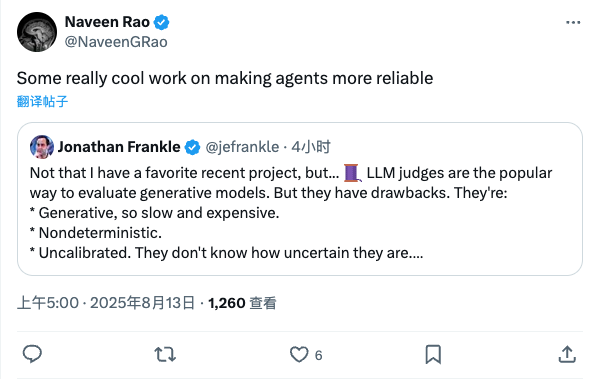 Naveen Rao
@NaveenGRao
Some really cool work on making agents more reliable
翻译帖子
Jonathan Frankle @jefrankle · 4小时
Not that I have a favorite recent project, but... 🧵 LLM judges are the popular
way to evaluate generative models. But they have drawbacks. They're:
* Generative, so slow and expensive.
* Nondeterministic.
* Uncalibrated. They don't know how uncertain they are....
上午5:00 · 2025年8月13日 · 1,260 查看
6